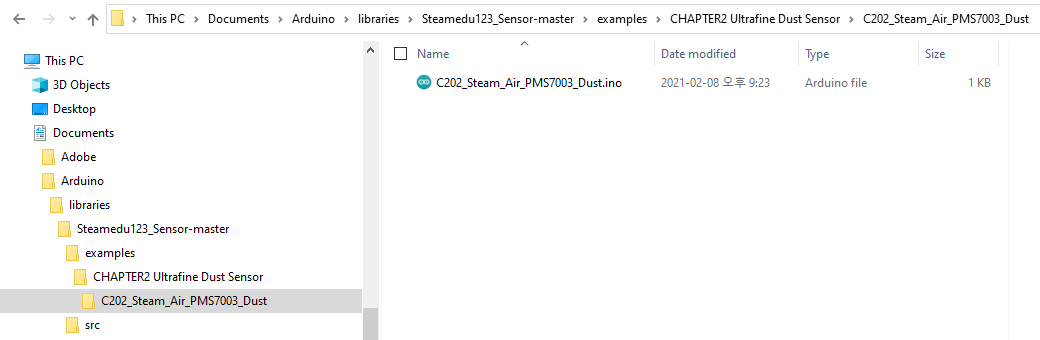 This PC > Documents > Arduino > libraries > Steamedu123_Sensor-master > examples > CHAPTER2 Ultrafine Dust Sensor > C202_Steam_Air_PMS7003_Dust
This PC
3D Objects
Desktop
Documents
Adobe
Arduino
libraries
Steamedu123_Sensor-master
examples
CHAPTER2 Ultrafine Dust Sensor
C202_Steam_Air_PMS7003_Dust
src
Name Date modified Type Size
C202_Steam_Air_PMS7003_Dust.ino 2021-02-08 오후 9:23 Arduino file 1 KB